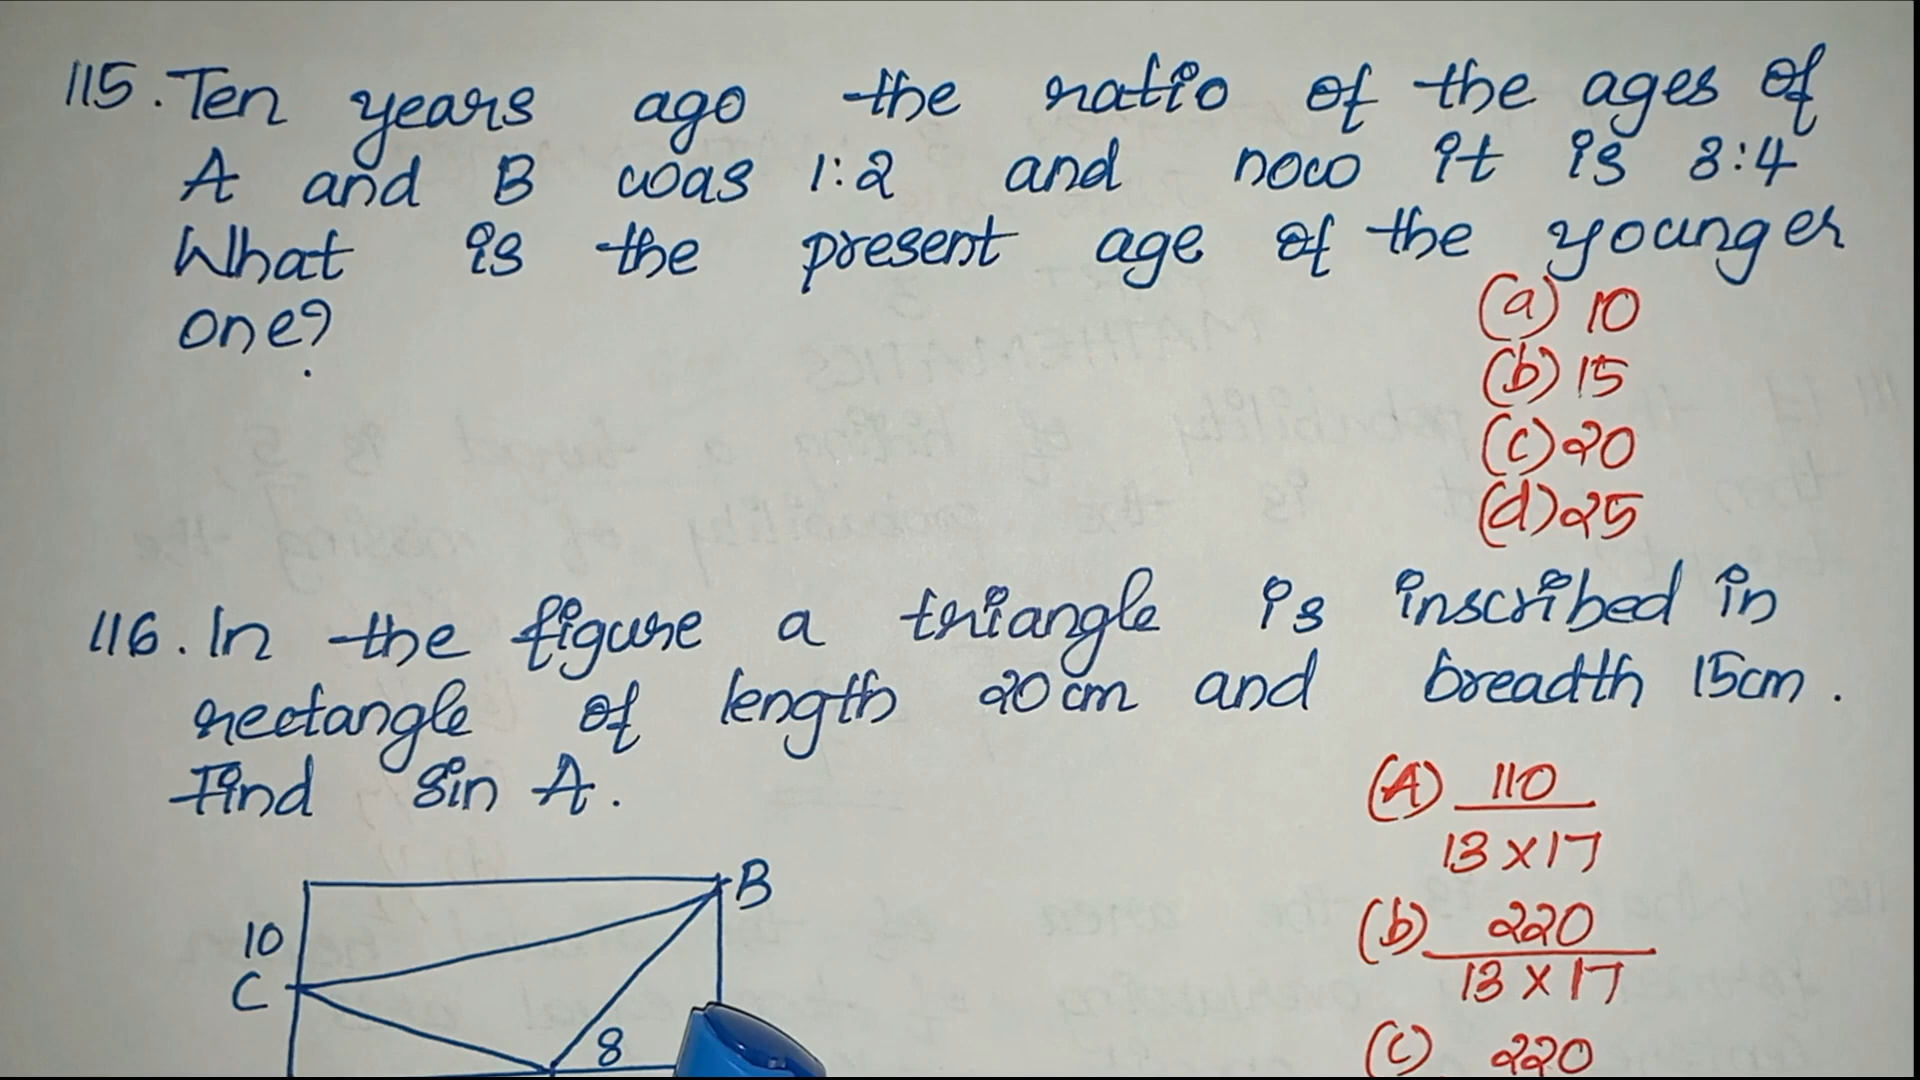 115. Ten years ago the ratio of the ages of
A and B was 1:2 and now it is 3:4
What is the present age of the younger
one?
(a) 10
(b) 15
(c) 20
(d) 25
116. In the figure a triangle is inscribed in
rectangle of length 20 cm and breadth 15cm.
Find sin A.
(A) 110
13 x 17
(b) 220
13 x 17
(c) 220
B
10
C
8